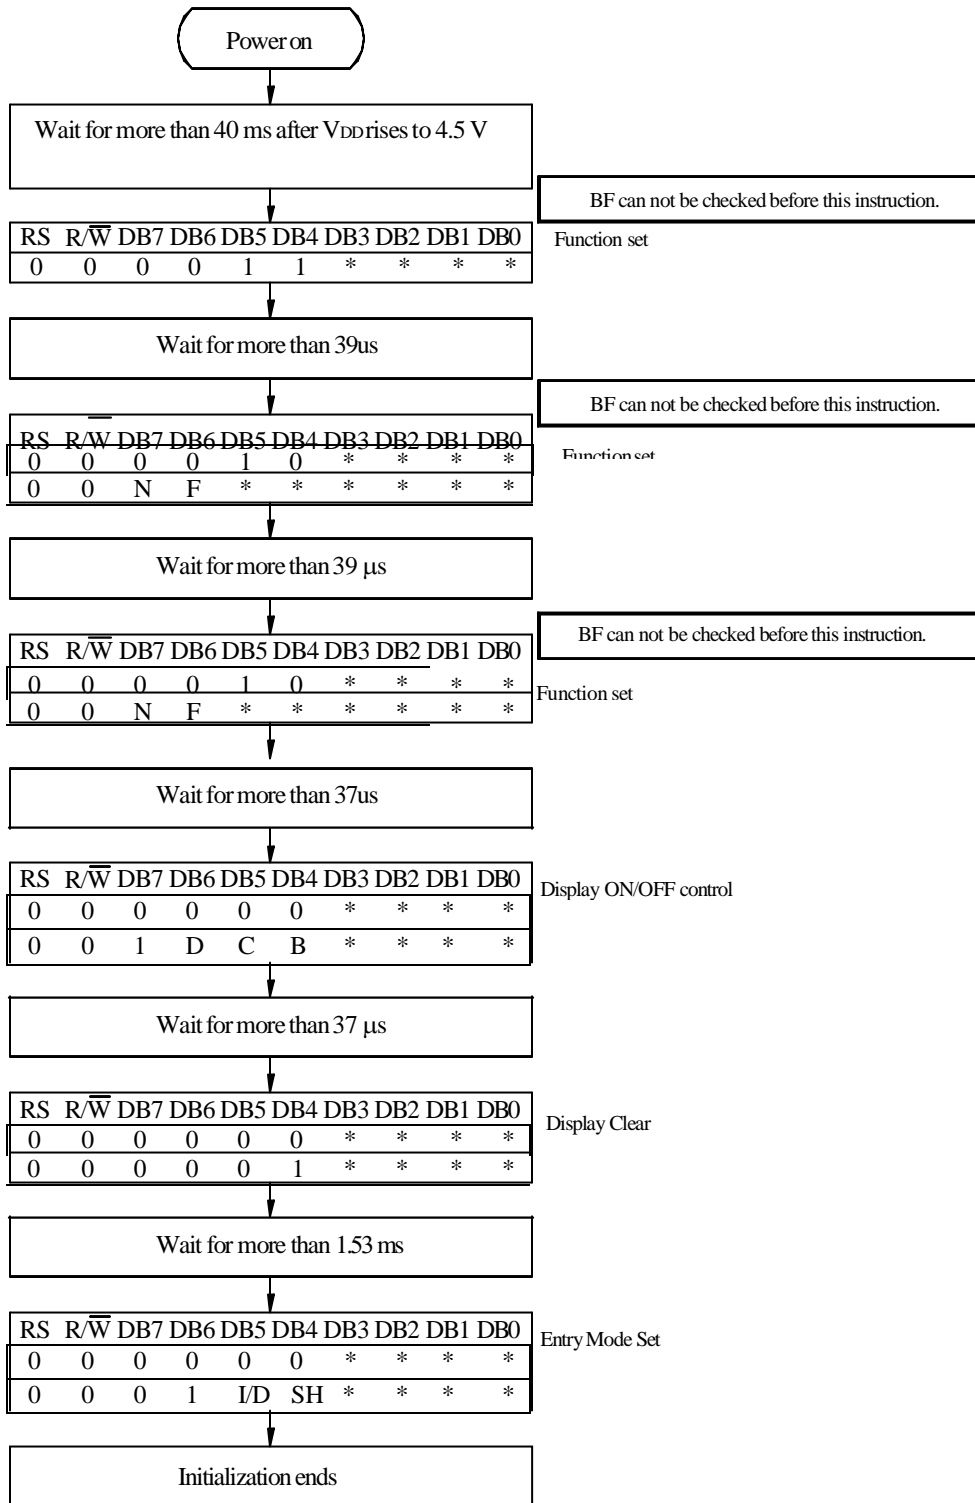 Power on
Wait for more than 40 ms after VDD rises to 4.5 V
BF can not be checked before this instruction.
RS R/W̅ DB7 DB6 DB5 DB4 DB3 DB2 DB1 DB0
Function set
0 0 0 0 1 1 * * * *
Wait for more than 39us
BF can not be checked before this instruction.
RS R/W̅ DB7 DB6 DB5 DB4 DB3 DB2 DB1 DB0
Function set
0 0 0 0 1 0 * * * *
0 0 N F * * * * * *
Wait for more than 39 µs
BF can not be checked before this instruction.
RS R/W̅ DB7 DB6 DB5 DB4 DB3 DB2 DB1 DB0
0 0 0 0 1 0 * * * *
Function set
0 0 N F * * * * * *
Wait for more than 37us
RS R/W̅ DB7 DB6 DB5 DB4 DB3 DB2 DB1 DB0
Display ON/OFF control
0 0 0 0 0 0 * * * *
0 0 1 D C B * * * *
Wait for more than 37 µs
RS R/W̅ DB7 DB6 DB5 DB4 DB3 DB2 DB1 DB0
Display Clear
0 0 0 0 0 0 * * * *
0 0 0 0 0 1 * * * *
Wait for more than 1.53 ms
RS R/W̅ DB7 DB6 DB5 DB4 DB3 DB2 DB1 DB0
Entry Mode Set
0 0 0 0 0 0 * * * *
0 0 0 1 I/D SH * * * *
Initialization ends